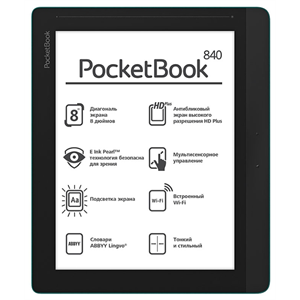 PocketBook
840
PocketBook
8
Диагональ
экрана
8 дюймов
HD Plus
Антибликовый
экран высокого
разрешения HD Plus
E Ink Pearl™
технология безопасна
для зрения
Мультисенсорное
управление
Aa
Подсветка экрана
Wi-Fi
Встроенный
Wi-Fi
ABBYY
Словари
ABBYY Lingvo®
Тонкий
и стильный